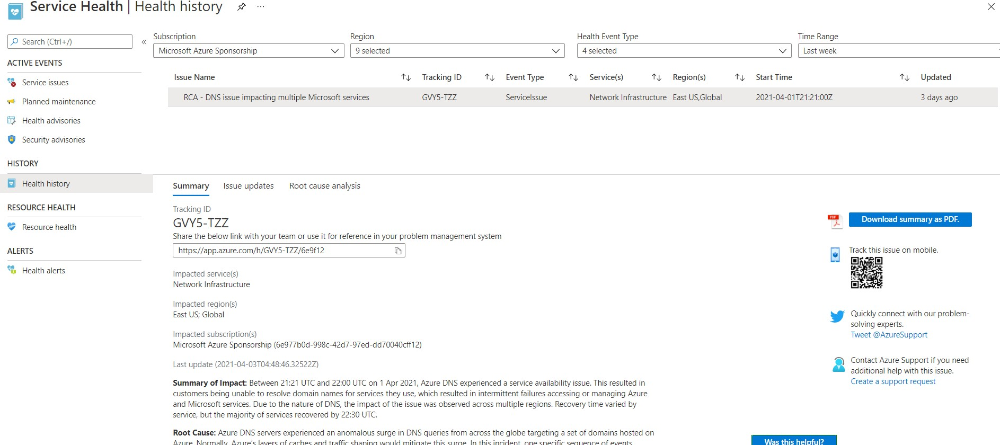 Service Health | Health history
Search (Ctrl+/)
ACTIVE EVENTS
Service issues
Planned maintenance
Health advisories
Security advisories
HISTORY
Health history
RESOURCE HEALTH
Resource health
ALERTS
Health alerts
Subscription
Microsoft Azure Sponsorship
Region
9 selected
Health Event Type
4 selected
Time Range
Last week
Issue Name Tracking ID Event Type Service(s) Region(s) Start Time Updated
RCA - DNS issue impacting multiple Microsoft services GVY5-TZZ ServiceIssue Network Infrastructure East US,Global 2021-04-01T21:21:00Z 3 days ago
Summary Issue updates Root cause analysis
Tracking ID
GVY5-TZZ
Share the below link with your team or use it for reference in your problem management system
https://app.azure.com/h/GVY5-TZZ/6e9f12
Impacted service(s)
Network Infrastructure
Impacted region(s)
East US; Global
Impacted subscription(s)
Microsoft Azure Sponsorship (6e977b0d-998c-42d7-97ed-dd70040cff12)
Last update (2021-04-03T04:48:46.32522Z)
Summary of Impact: Between 21:21 UTC and 22:00 UTC on 1 Apr 2021, Azure DNS experienced a service availability issue. This resulted in
customers being unable to resolve domain names for services they use, which resulted in intermittent failures accessing or managing Azure
and Microsoft services. Due to the nature of DNS, the impact of the issue was observed across multiple regions. Recovery time varied by
service, but the majority of services recovered by 22:30 UTC.
Root Cause: Azure DNS servers experienced an anomalous surge in DNS queries from across the globe targeting a set of domains hosted on
Azure. Normally, Azure's layers of caches and traffic shaping would mitigate this surge. In this incident, one specific sequence of events
PDF
Download summary as PDF.
Track this issue on mobile.
Quickly connect with our problem-
solving experts.
Tweet @AzureSupport
Contact Azure Support if you need
additional help with this issue.
Create a support request
Was this helpful?